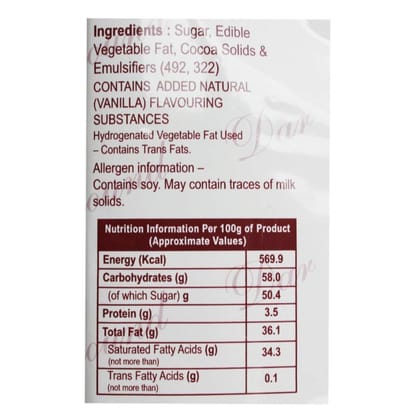 Ingredients : Sugar, Edible
Vegetable Fat, Cocoa Solids &
Emulsifiers (492, 322)
CONTAINS ADDED NATURAL
(VANILLA) FLAVOURING
SUBSTANCES
Hydrogenated Vegetable Fat Used
– Contains Trans Fats.
Allergen information –
Contains soy. May contain traces of milk
solids.
Nutrition Information Per 100g of Product
(Approximate Values)
Energy (Kcal) 569.9
Carbohydrates (g) 58.0
(of which Sugar) g 50.4
Protein (g) 3.5
Total Fat (g) 36.1
Saturated Fatty Acids (g) 34.3
(not more than)
Trans Fatty Acids (g) 0.1
(not more than)